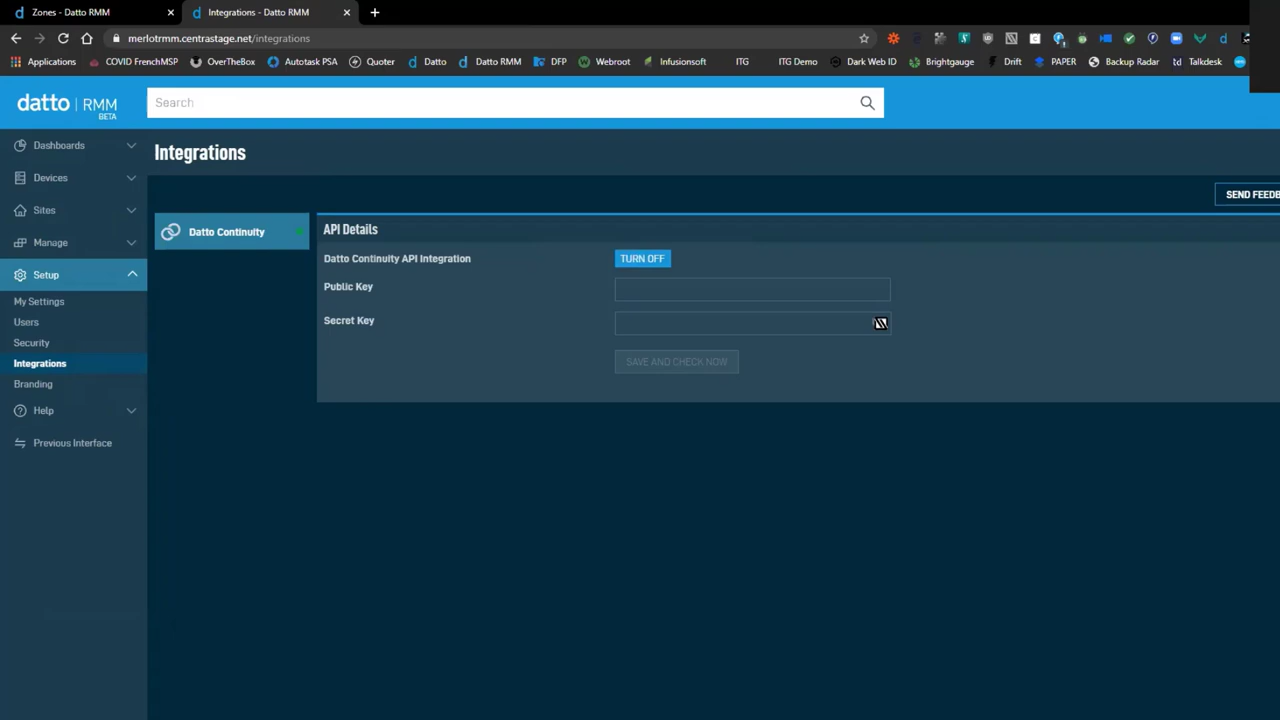 Zones - Datto RMM
Integrations - Datto RMM
merlotrmm.centrastage.net/integrations
Applications COVID FrenchMSP OverTheBox Autotask PSA Quoter Datto Datto RMM DFP Webroot Infusionsoft ITG ITG Demo Dark Web ID Brightgauge Drift PAPER Backup Radar Talkdesk
datto RMM
BETA
Search
Dashboards
Devices
Sites
Manage
Setup
My Settings
Users
Security
Integrations
Branding
Help
Previous Interface
Integrations
SEND FEEDB
Datto Continuity
API Details
Datto Continuity API Integration TURN OFF
Public Key
Secret Key
SAVE AND CHECK NOW